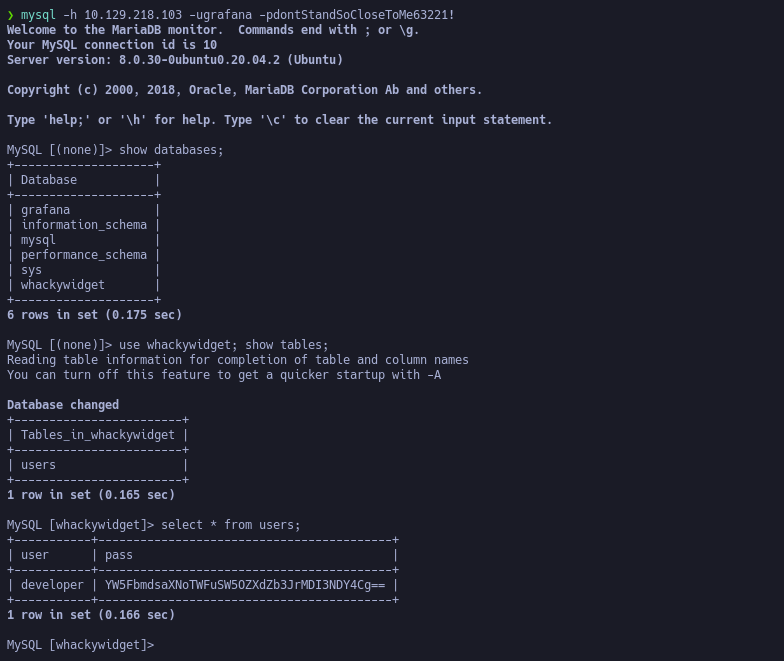 ❯ mysql -h 10.129.218.103 -ugrafana -pdontStandSoCloseToMe63221!
Welcome to the MariaDB monitor.  Commands end with ; or \g.
Your MySQL connection id is 10
Server version: 8.0.30-0ubuntu0.20.04.2 (Ubuntu)

Copyright (c) 2000, 2018, Oracle, MariaDB Corporation Ab and others.

Type 'help;' or '\h' for help. Type '\c' to clear the current input statement.

MySQL [(none)]> show databases;
+--------------------+
| Database           |
+--------------------+
| grafana            |
| information_schema |
| mysql              |
| performance_schema |
| sys                |
| whackywidget       |
+--------------------+
6 rows in set (0.175 sec)

MySQL [(none)]> use whackywidget; show tables;
Reading table information for completion of table and column names
You can turn off this feature to get a quicker startup with -A

Database changed
+------------------------+
| Tables_in_whackywidget |
+------------------------+
| users                  |
+------------------------+
1 row in set (0.165 sec)

MySQL [whackywidget]> select * from users;
+-----------+------------------------------------------+
| user      | pass                                     |
+-----------+------------------------------------------+
| developer | YW5FbmdsaXNoTWFuSW5OZXdZb3JrMDI3NDY4Cg== |
+-----------+------------------------------------------+
1 row in set (0.166 sec)

MySQL [whackywidget]>